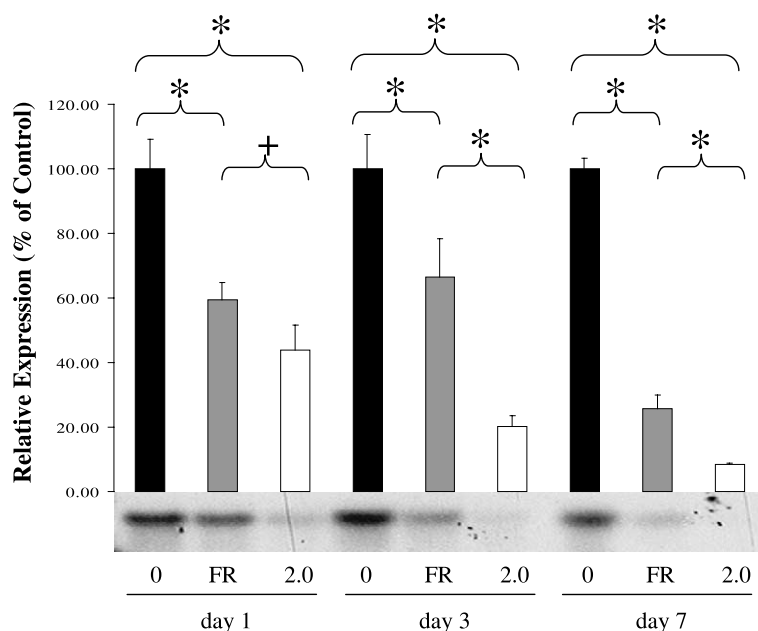 * * *
* * *
+ * *
Relative Expression (% of Control)
120.00
100.00
80.00
60.00
40.00
20.00
0.00
0 FR 2.0 0 FR 2.0 0 FR 2.0
day 1 day 3 day 7